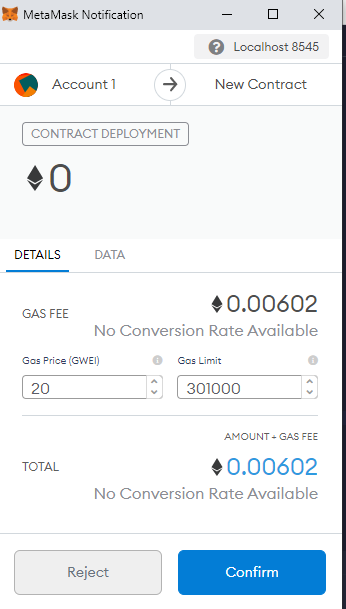 MetaMask Notification
Localhost 8545
Account 1 New Contract
CONTRACT DEPLOYMENT
0
DETAILS DATA
GAS FEE 0.00602
No Conversion Rate Available
Gas Price (GWEI) Gas Limit
20 301000
AMOUNT + GAS FEE
TOTAL 0.00602
No Conversion Rate Available
Reject Confirm